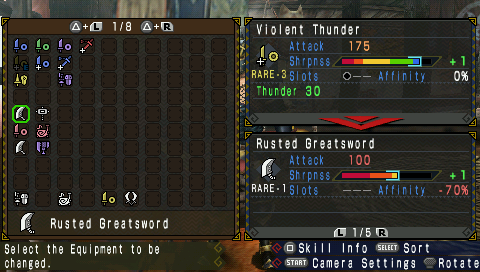 △+L 1/8 △+R
Violent Thunder
Attack 175
Shrpnss +1
RARE-3 Slots ○-- Affinity 0%
Thunder 30
Rusted Greatsword
Attack 100
Shrpnss +1
RARE-1 Slots --- Affinity -70%
L 1/5 R
Rusted Greatsword
Select the Equipment to be
changed.
□ Skill Info SELECT Sort
START Camera Settings Rotate